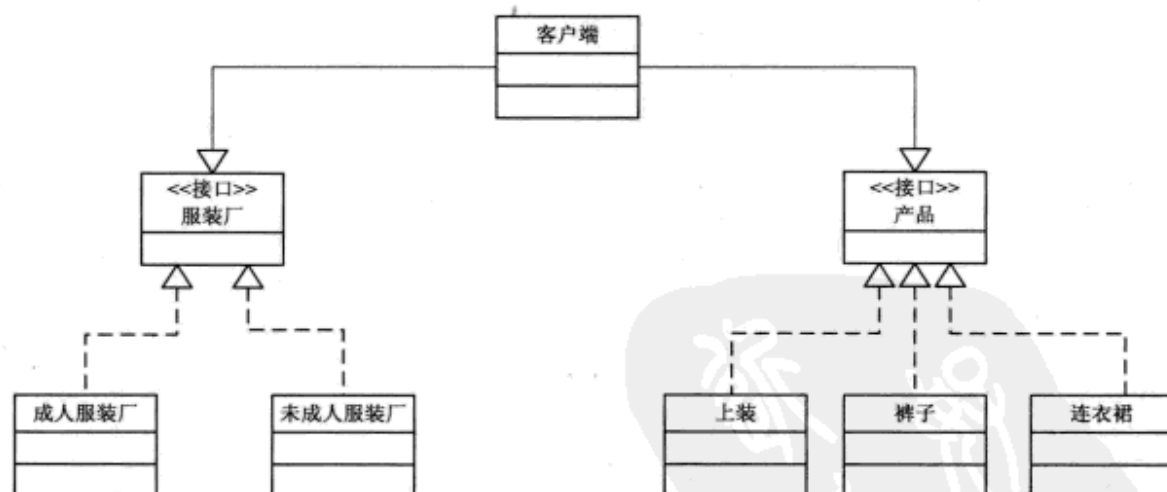 客户端
<<接口>>
服装厂
<<接口>>
产品
成人服装厂
未成人服装厂
上装
裤子
连衣裙